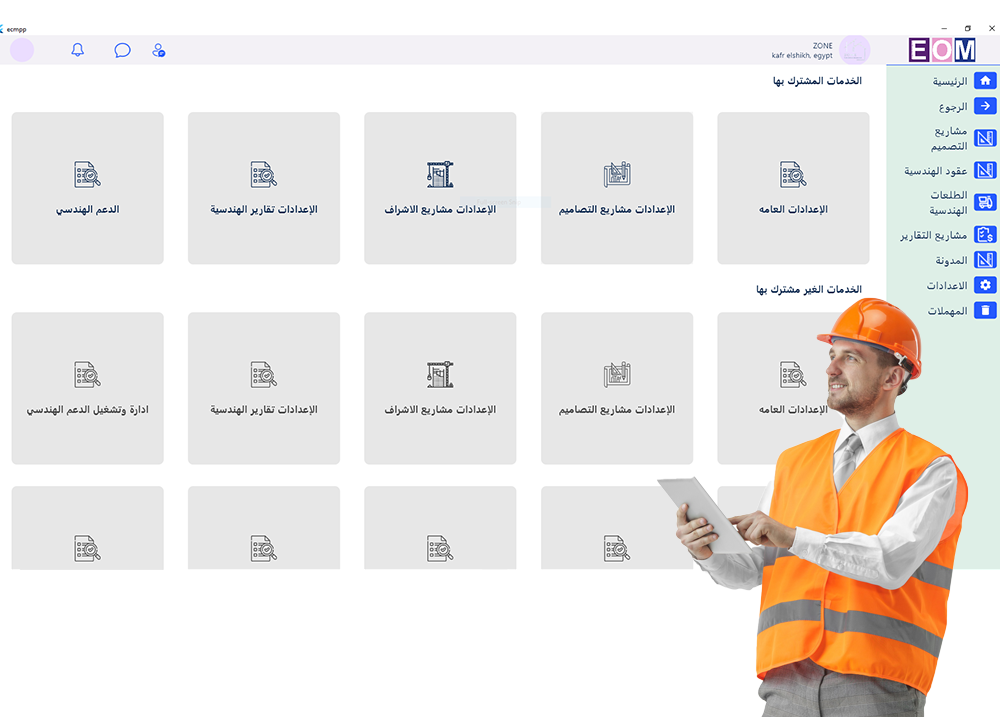 ecmpp
EOM
ZONE
kafr elshikh, egypt
الرئيسية
الرجوع
مشاريع
التصميم
عقود الهندسية
الطلعات
الهندسية
مشاريع التقارير
المدونة
الاعدادات
المهملات
الخدمات المشترك بها
الإعدادات العامه
الإعدادات مشاريع التصاميم
الإعدادات مشاريع الاشراف
الإعدادات تقارير الهندسية
الدعم الهندسي
الخدمات الغير مشترك بها
الإعدادات العامه
الإعدادات مشاريع التصاميم
الإعدادات مشاريع الاشراف
الإعدادات تقارير الهندسية
ادارة وتشغيل الدعم الهندسي